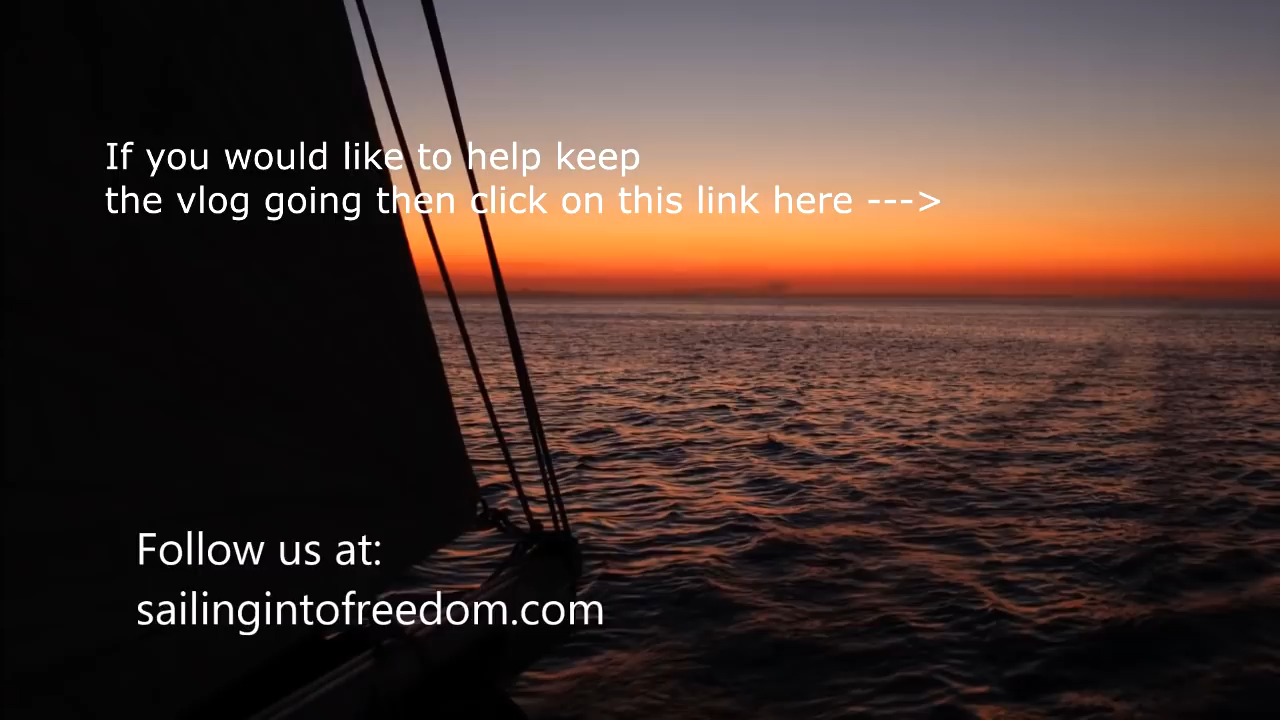 If you would like to help keep
the vlog going then click on this link here --->
Follow us at:
sailingintofreedom.com